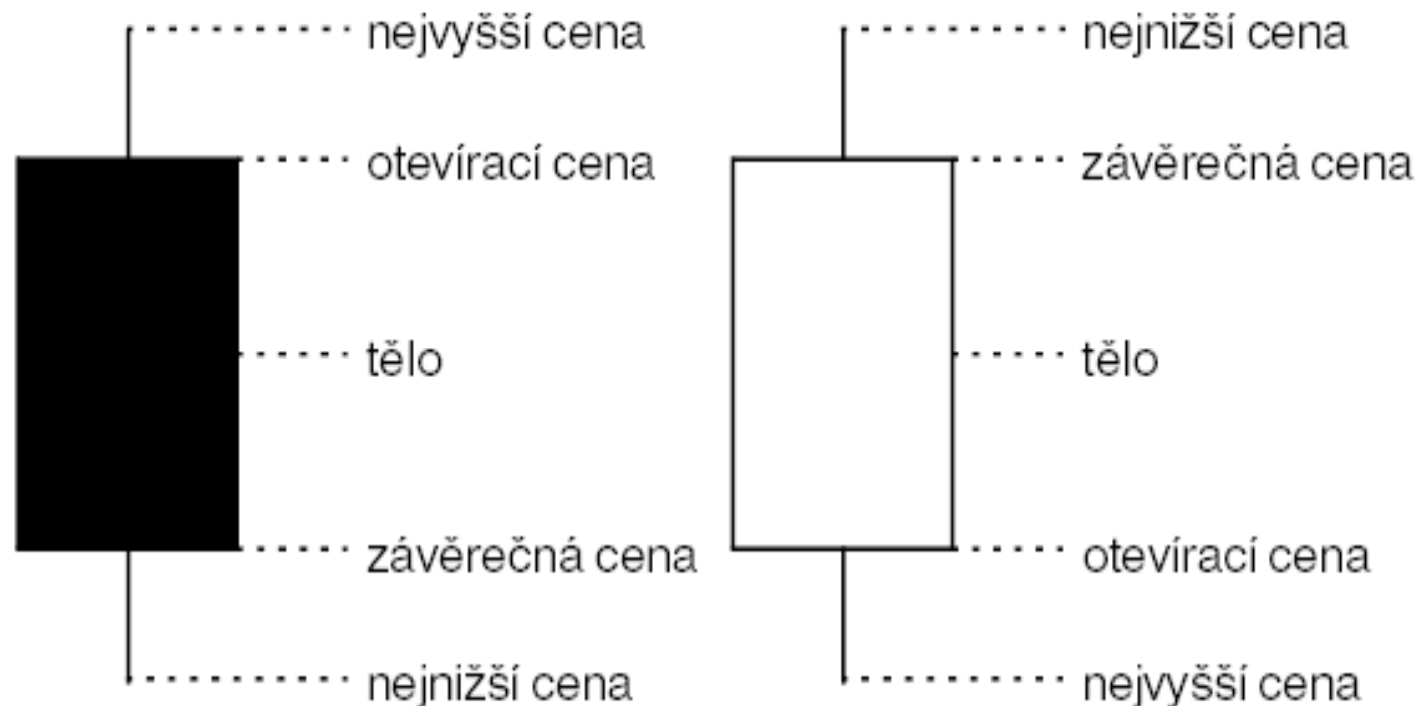 nejvyšší cena
otevírací cena
tělo
závěrečná cena
nejnižší cena
nejnižší cena
závěrečná cena
tělo
otevírací cena
nejvyšší cena